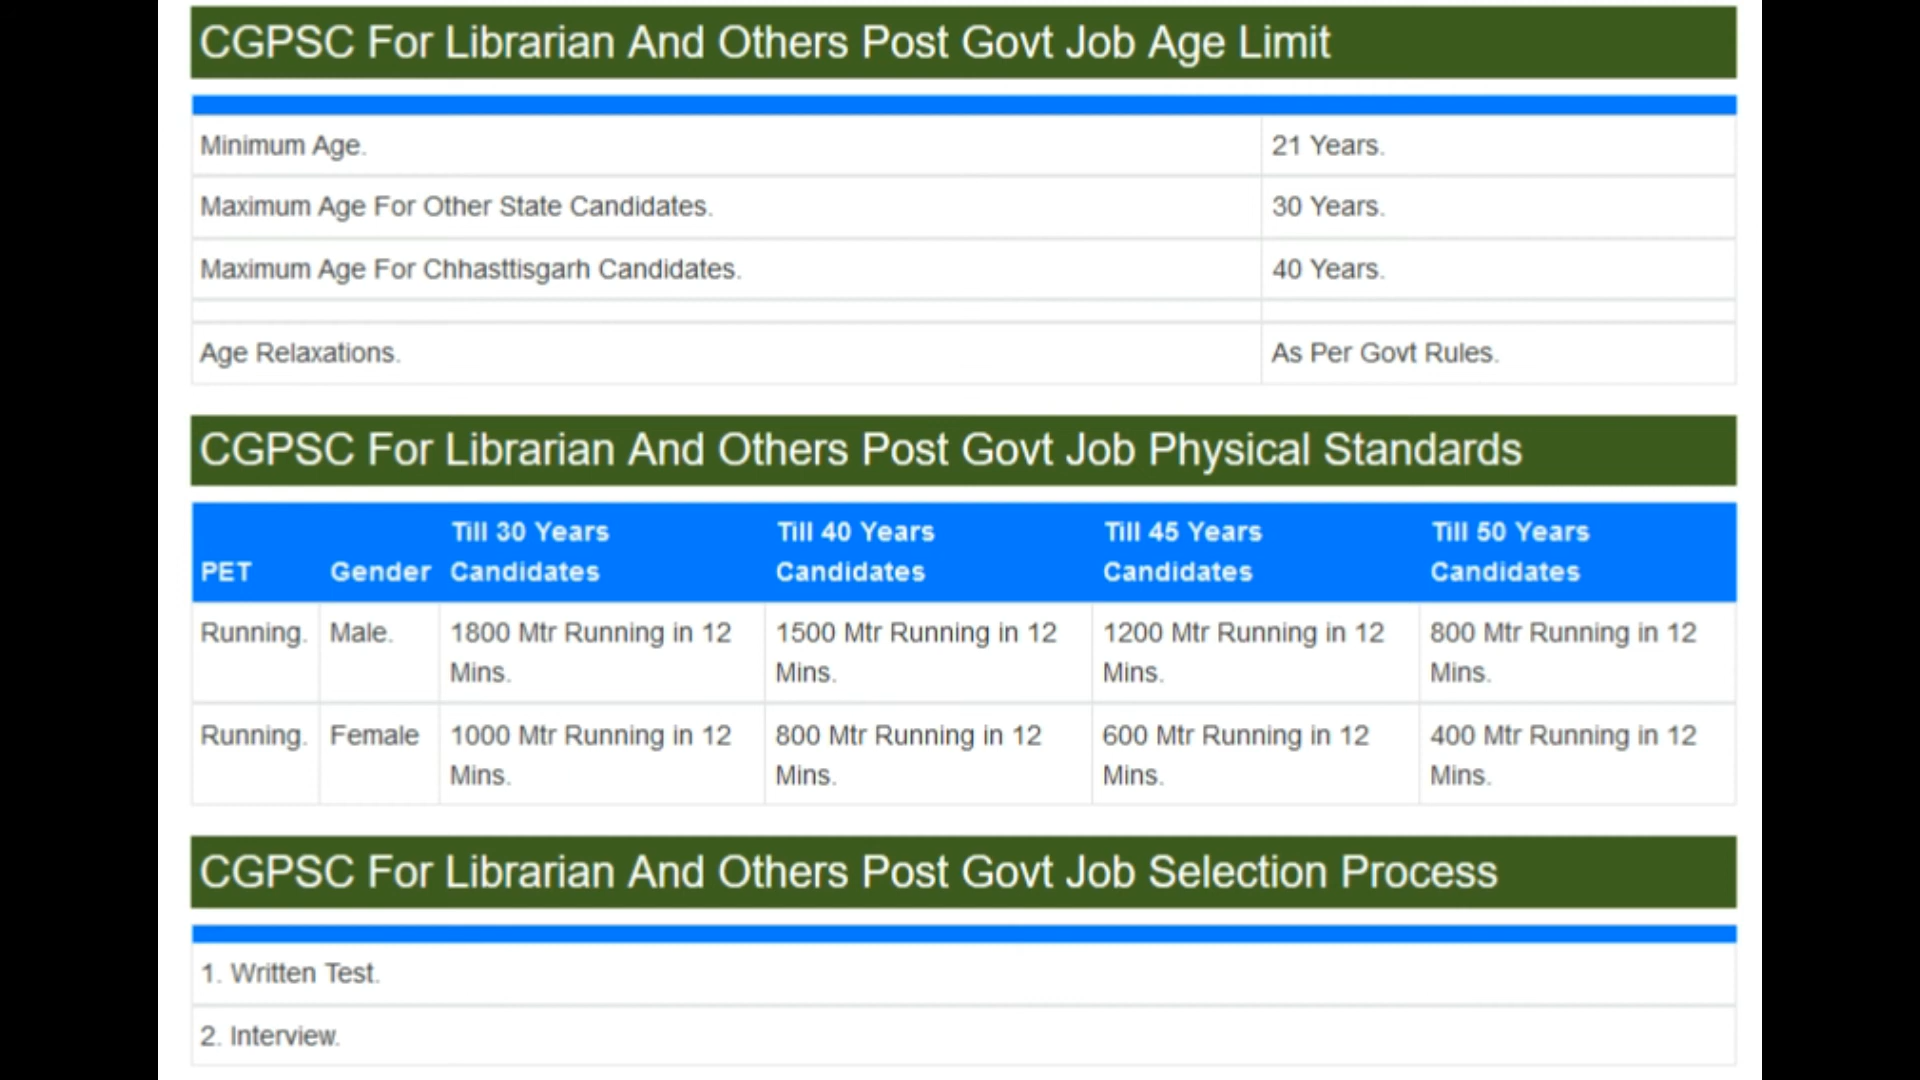 CGPSC For Librarian And Others Post Govt Job Age Limit
Minimum Age. 21 Years.
Maximum Age For Other State Candidates. 30 Years.
Maximum Age For Chhasttisgarh Candidates. 40 Years.
Age Relaxations. As Per Govt Rules.
CGPSC For Librarian And Others Post Govt Job Physical Standards
Till 30 Years Till 40 Years Till 45 Years Till 50 Years
PET Gender Candidates Candidates Candidates Candidates
Running. Male. 1800 Mtr Running in 12 1500 Mtr Running in 12 1200 Mtr Running in 12 800 Mtr Running in 12
Mins. Mins. Mins. Mins.
Running. Female 1000 Mtr Running in 12 800 Mtr Running in 12 600 Mtr Running in 12 400 Mtr Running in 12
Mins. Mins. Mins. Mins.
CGPSC For Librarian And Others Post Govt Job Selection Process
1. Written Test.
2. Interview.